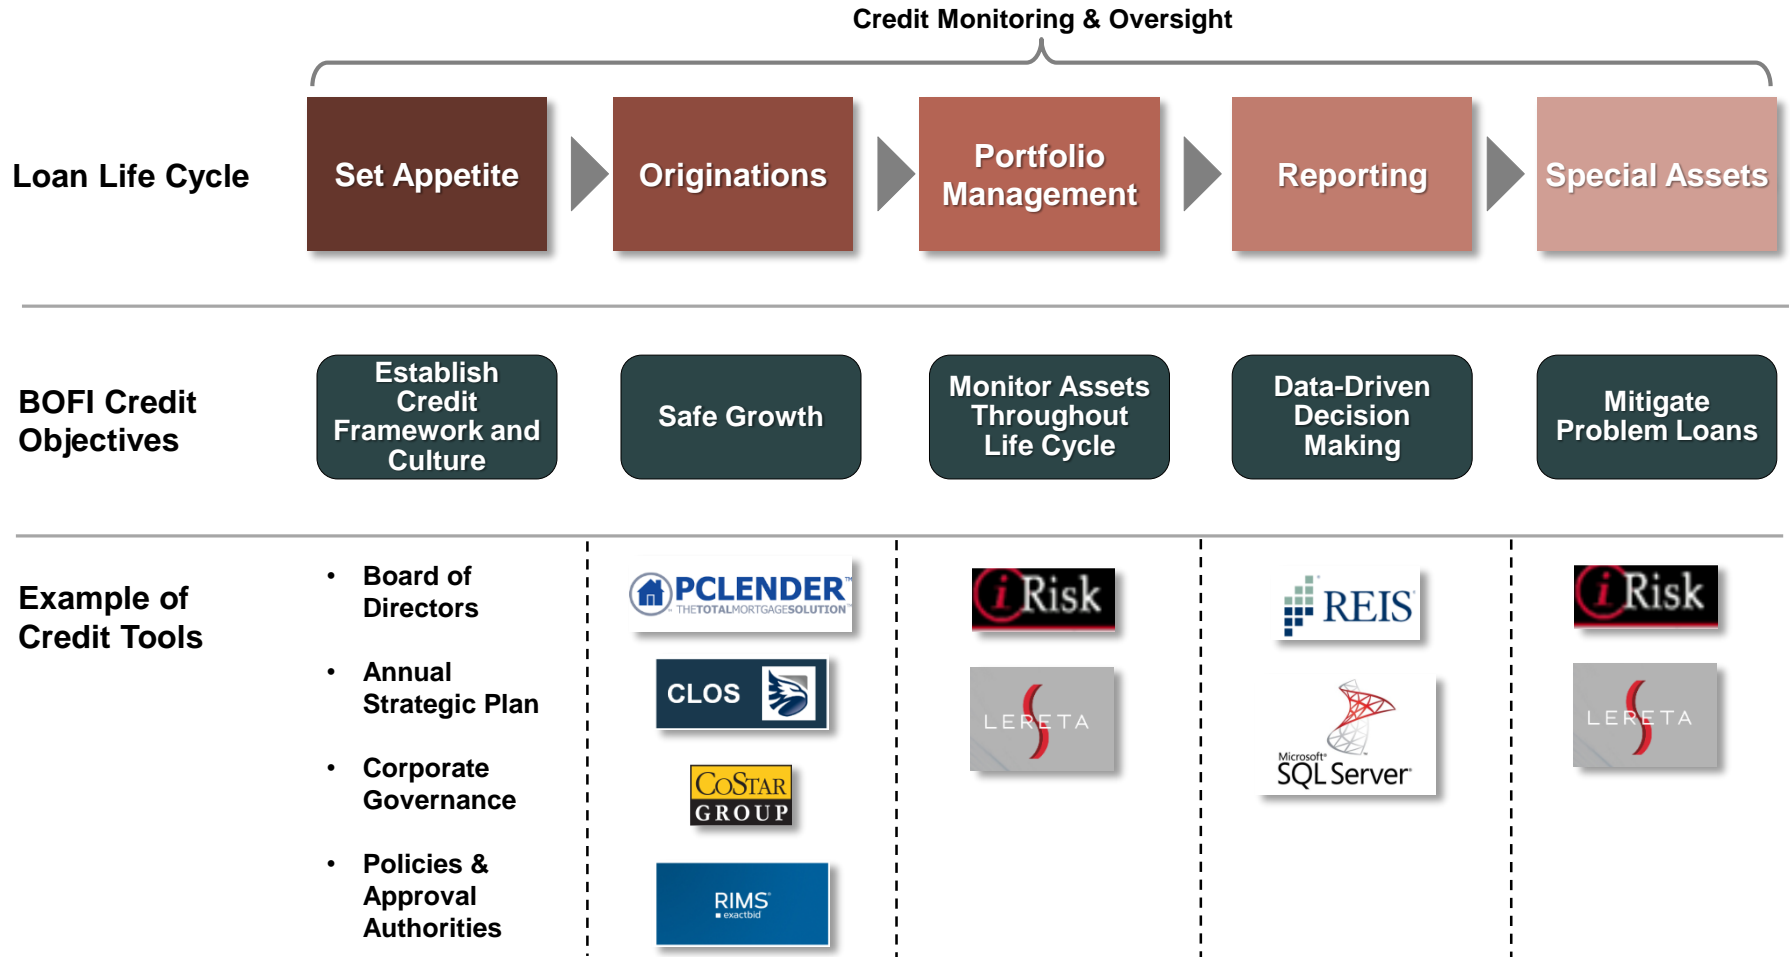 Credit Monitoring & Oversight
Loan Life Cycle
Set Appetite
Originations
Portfolio
Management
Reporting
Special Assets
BOFI Credit
Objectives
Establish
Credit
Framework and
Culture
Safe Growth
Monitor Assets
Throughout
Life Cycle
Data-Driven
Decision
Making
Mitigate
Problem Loans
Example of
Credit Tools
• Board of
Directors
• Annual
Strategic Plan
• Corporate
Governance
• Policies &
Approval
Authorities
PCLENDER™
THETOTALMORTGAGESOLUTION
CLOS
COSTAR
GROUP
RIMS
exactbid
iRisk
LERETA
REIS
Microsoft®
SQL Server
iRisk
LERETA